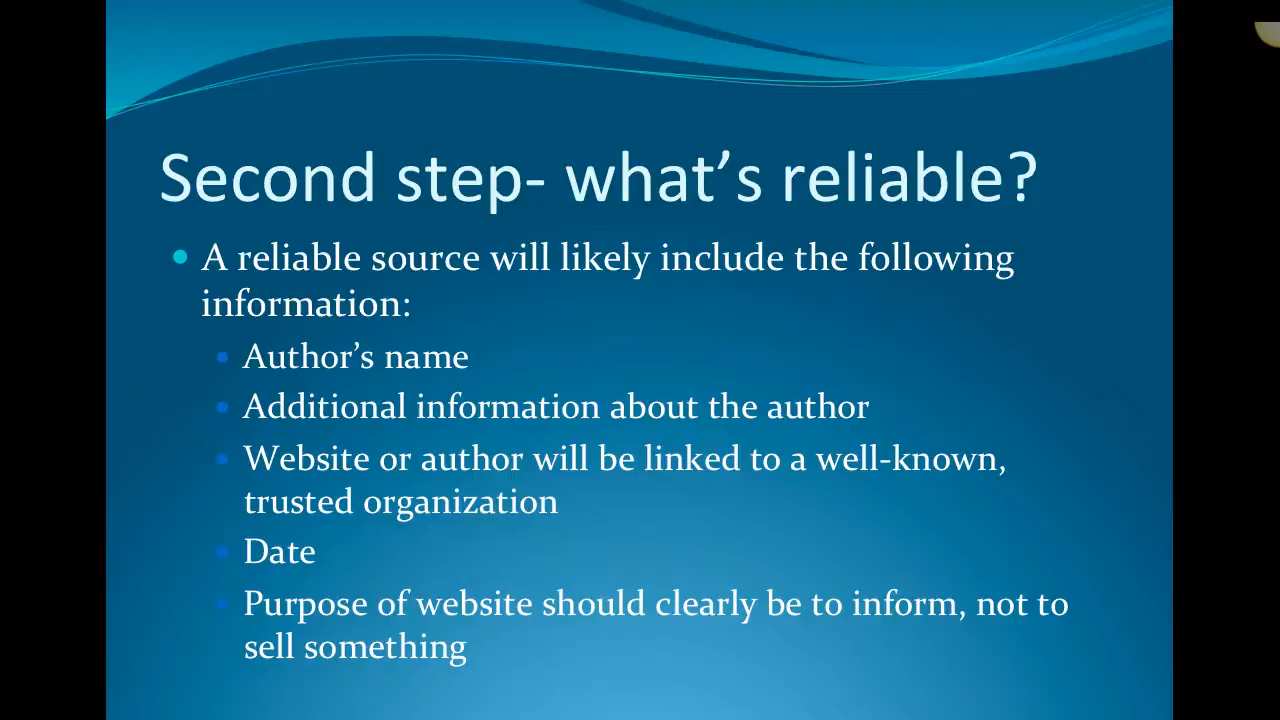 Second step- what’s reliable?
A reliable source will likely include the following
information:
Author’s name
Additional information about the author
Website or author will be linked to a well-known,
trusted organization
Date
Purpose of website should clearly be to inform, not to
sell something